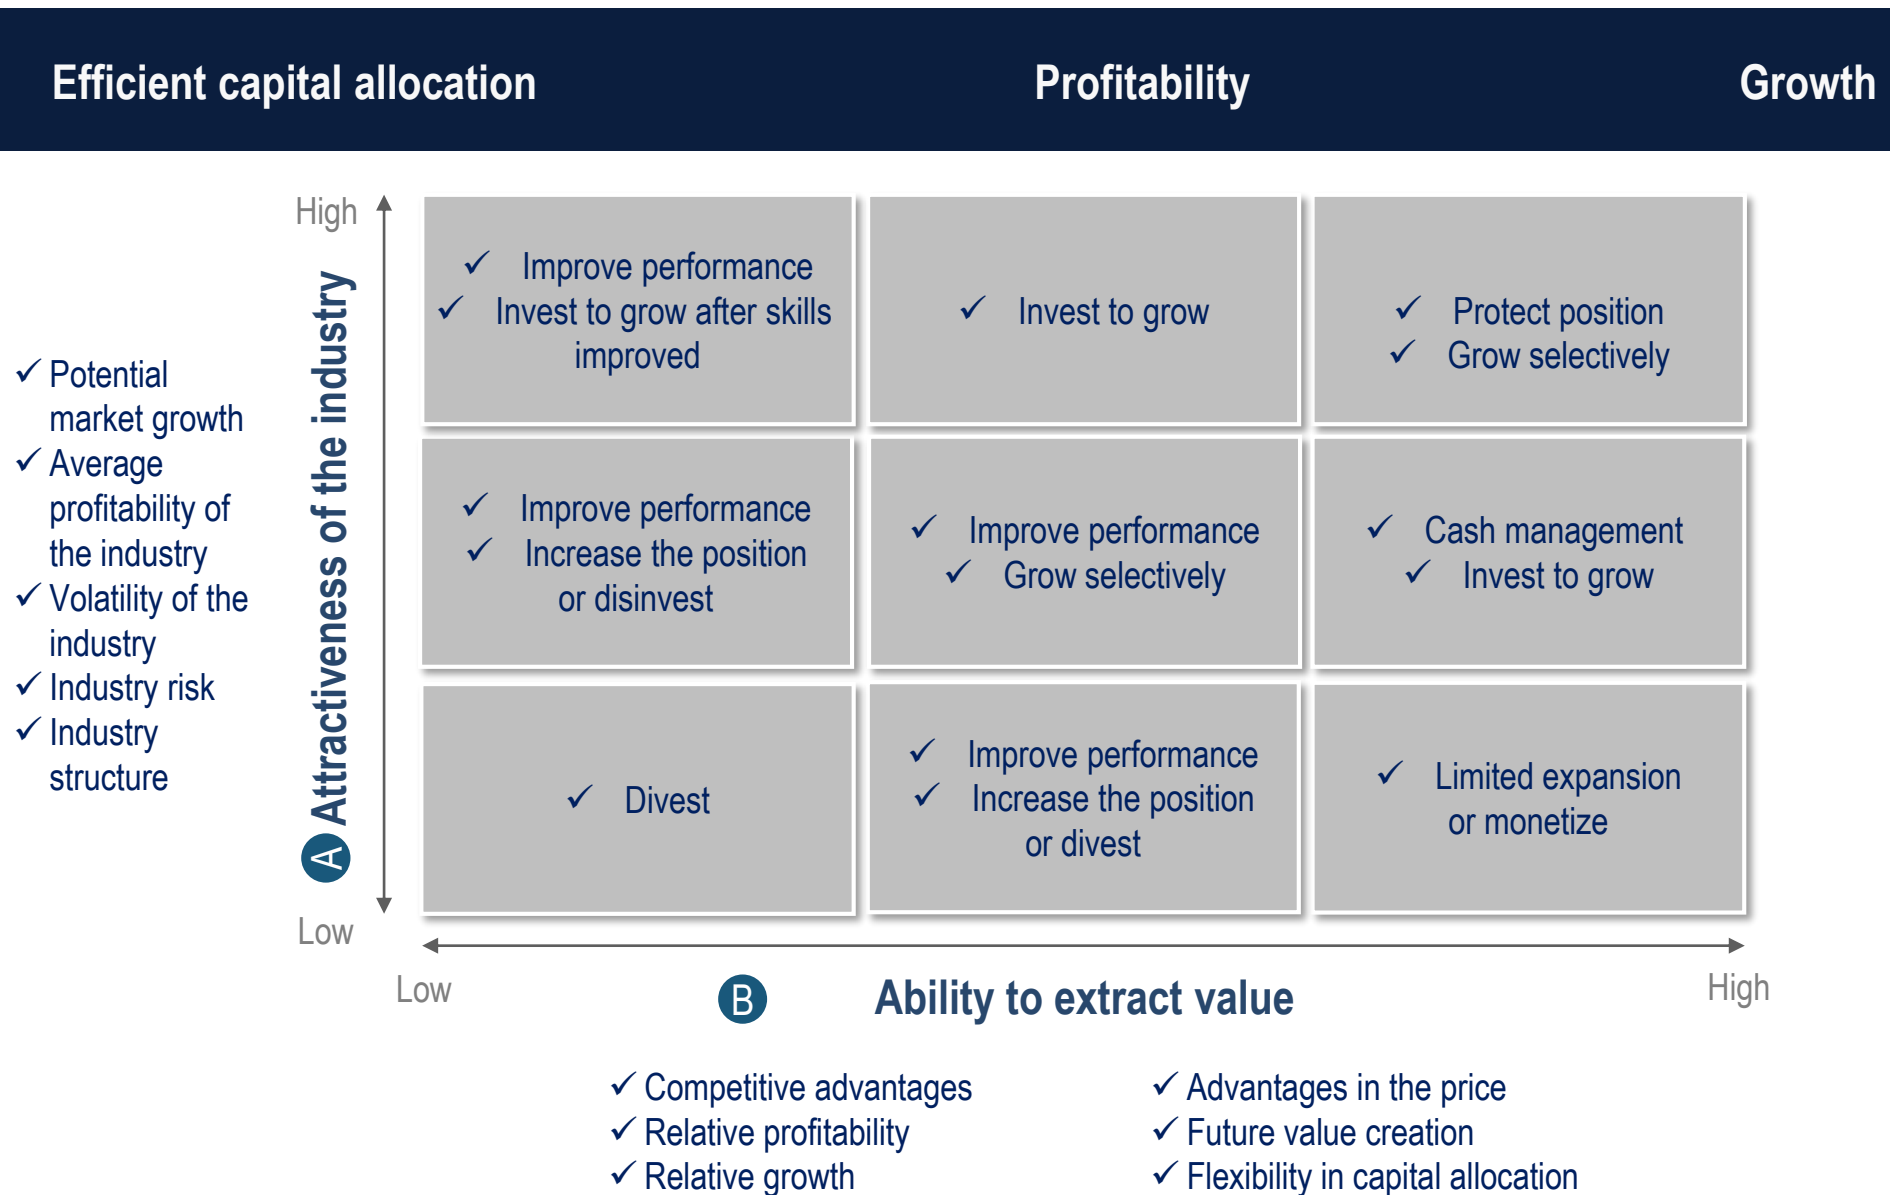 Efficient capital allocation
Profitability
Growth
High
Attractiveness of the industry
A
Low
✓ Potential
market growth
✓ Average
profitability of
the industry
✓ Volatility of the
industry
✓ Industry risk
✓ Industry
structure
✓ Improve performance
✓ Invest to grow after skills
improved
✓ Invest to grow
✓ Protect position
✓ Grow selectively
✓ Improve performance
✓ Increase the position
or disinvest
✓ Improve performance
✓ Grow selectively
✓ Cash management
✓ Invest to grow
✓ Divest
✓ Improve performance
✓ Increase the position
or divest
✓ Limited expansion
or monetize
Low
B
Ability to extract value
High
✓ Competitive advantages
✓ Relative profitability
✓ Relative growth
✓ Advantages in the price
✓ Future value creation
✓ Flexibility in capital allocation